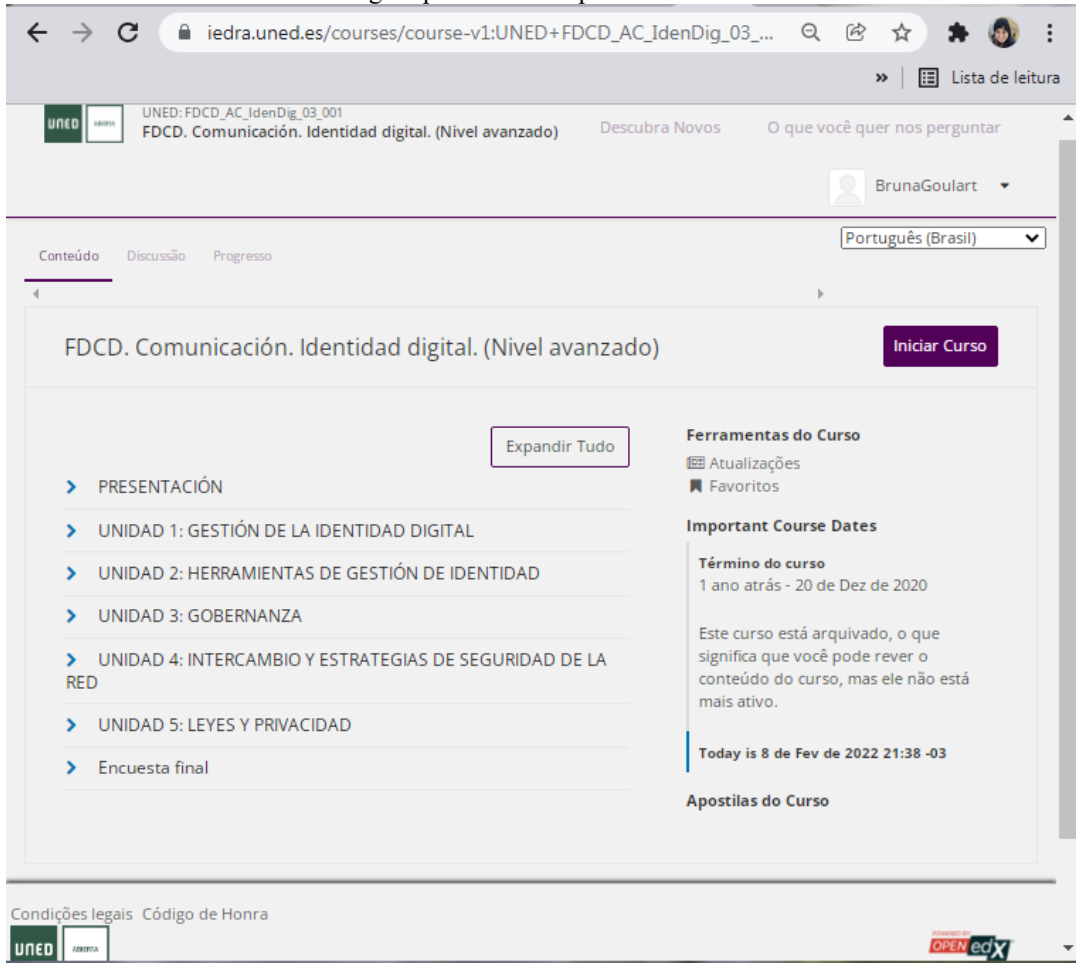 iedra.uned.es/courses/course-v1:UNED+FDCD_AC_IdenDig_03_...
» Lista de leitura
UNED ABIERTA
UNED: FDCD_AC_IdenDig_03_001
FDCD. Comunicación. Identidad digital. (Nivel avanzado)
Descubra Novos O que você quer nos perguntar
BrunaGoulart
Português (Brasil)
Conteúdo Discussão Progresso
FDCD. Comunicación. Identidad digital. (Nivel avanzado)
Iniciar Curso
Expandir Tudo
PRESENTACIÓN
UNIDAD 1: GESTIÓN DE LA IDENTIDAD DIGITAL
UNIDAD 2: HERRAMIENTAS DE GESTIÓN DE IDENTIDAD
UNIDAD 3: GOBERNANZA
UNIDAD 4: INTERCAMBIO Y ESTRATEGIAS DE SEGURIDAD DE LA
RED
UNIDAD 5: LEYES Y PRIVACIDAD
Encuesta final
Ferramentas do Curso
Atualizações
Favoritos
Important Course Dates
Término do curso
1 ano atrás - 20 de Dez de 2020
Este curso está arquivado, o que
significa que você pode rever o
conteúdo do curso, mas ele não está
mais ativo.
Today is 8 de Fev de 2022 21:38 -03
Apostilas do Curso
Condições legais Código de Honra
UNED ABIERTA
POWERED BY
OPEN edX